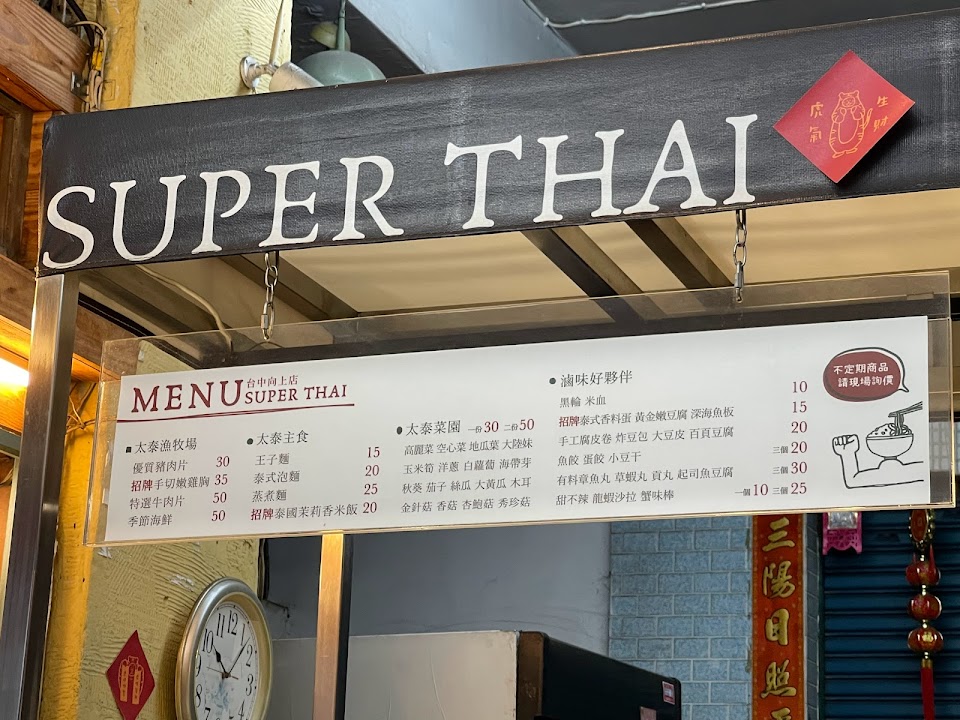 SUPER THAI
虎 生
氣 財
MENU 台中向上店
SUPER THAI
太泰漁牧場
優質豬肉片 30
招牌手切嫩雞胸 35
特選牛肉片 50
季節海鮮 50
太泰主食
王子麵 15
泰式泡麵 20
蒸煮麵 25
招牌泰國茉莉香米飯 20
太泰菜園 一份30 二份50
高麗菜 空心菜 地瓜葉 大陸妹
玉米筍 洋蔥 白蘿蔔 海帶芽
秋葵 茄子 絲瓜 大黃瓜 木耳
金針菇 香菇 杏鮑菇 秀珍菇
滷味好夥伴
黑輪 米血 10
招牌泰式香料蛋 黃金嫩豆腐 深海魚板 15
手工腐皮卷 炸豆包 大豆皮 百頁豆腐 20
魚餃 蛋餃 小豆干 三個20
有料章魚丸 草蝦丸 貢丸 起司魚豆腐 三個30
甜不辣 龍蝦沙拉 蟹味棒 一個10 三個25
不定期商品
請現場詢價
三陽日照